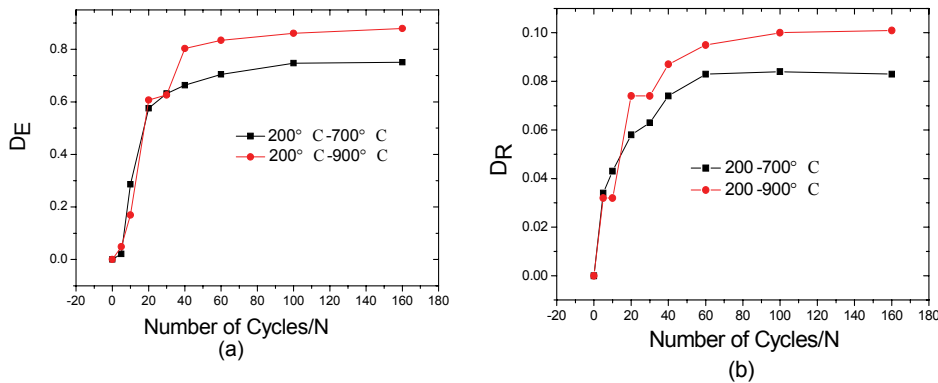 0.8
0.6
0.4
0.2
0.0
DE
200° C-700° C
200° C-900° C
-20 0 20 40 60 80 100 120 140 160 180
Number of Cycles/N
(a)
0.10
0.08
0.06
0.04
0.02
0.00
DR
200-700° C
200-900° C
-20 0 20 40 60 80 100 120 140 160 180
Number of Cycles/N
(b)